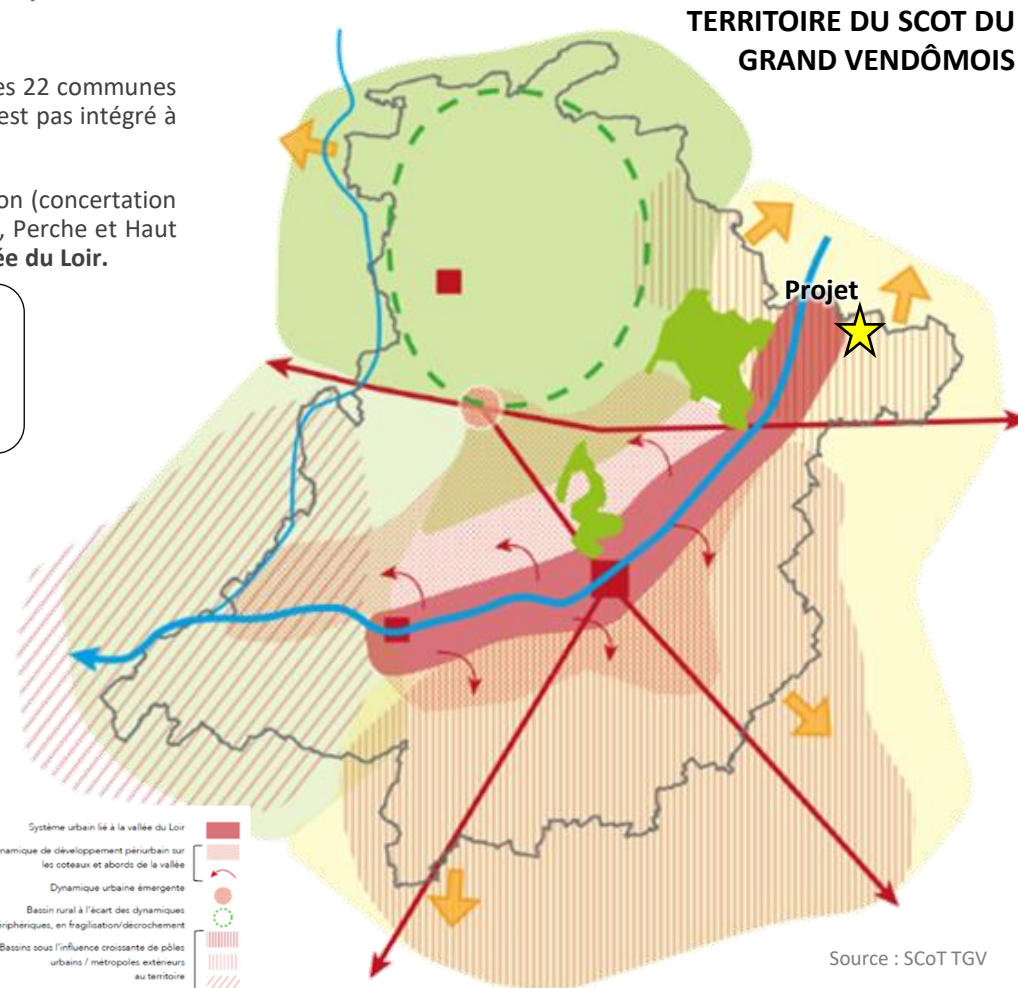 TERRITOIRE DU SCOT DU
GRAND VENDÔMOIS
es 22 communes
est pas intégré à
on (concertation
, Perche et Haut
ée du Loir.
Projet
Système urbain lié à la vallée du Loir
namique de développement périurbain sur
les coteaux et abords de la vallée
Dynamique urbaine émergente
Bassin rural à l'écart des dynamiques
ériphériques, en fragilisation/décrochement
Bassins sous l'influence croissante de pôles
urbains / métropoles extérieurs
au territoire
Source : SCoT TGV